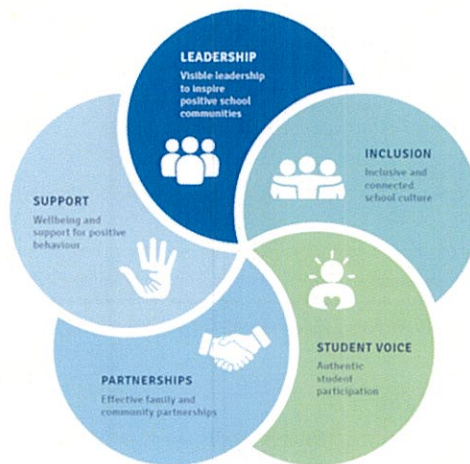 LEADERSHIP
Visible leadership
to inspire
positive school
communities
INCLUSION
Inclusive and
connected
school culture
STUDENT VOICE
Authentic
student
participation
PARTNERSHIPS
Effective family and
community partnerships
SUPPORT
Wellbeing and
support for positive
behaviour